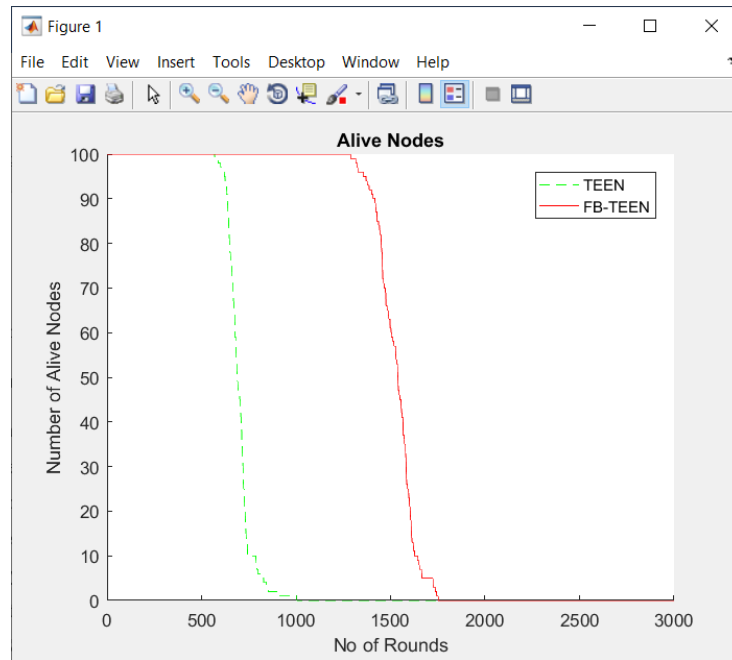 Figure 1
File Edit View Insert Tools Desktop Window Help
Alive Nodes
100
90
80
70
60
50
40
30
20
10
0
Number of Alive Nodes
TEEN
FB-TEEN
0 500 1000 1500 2000 2500 3000
No of Rounds